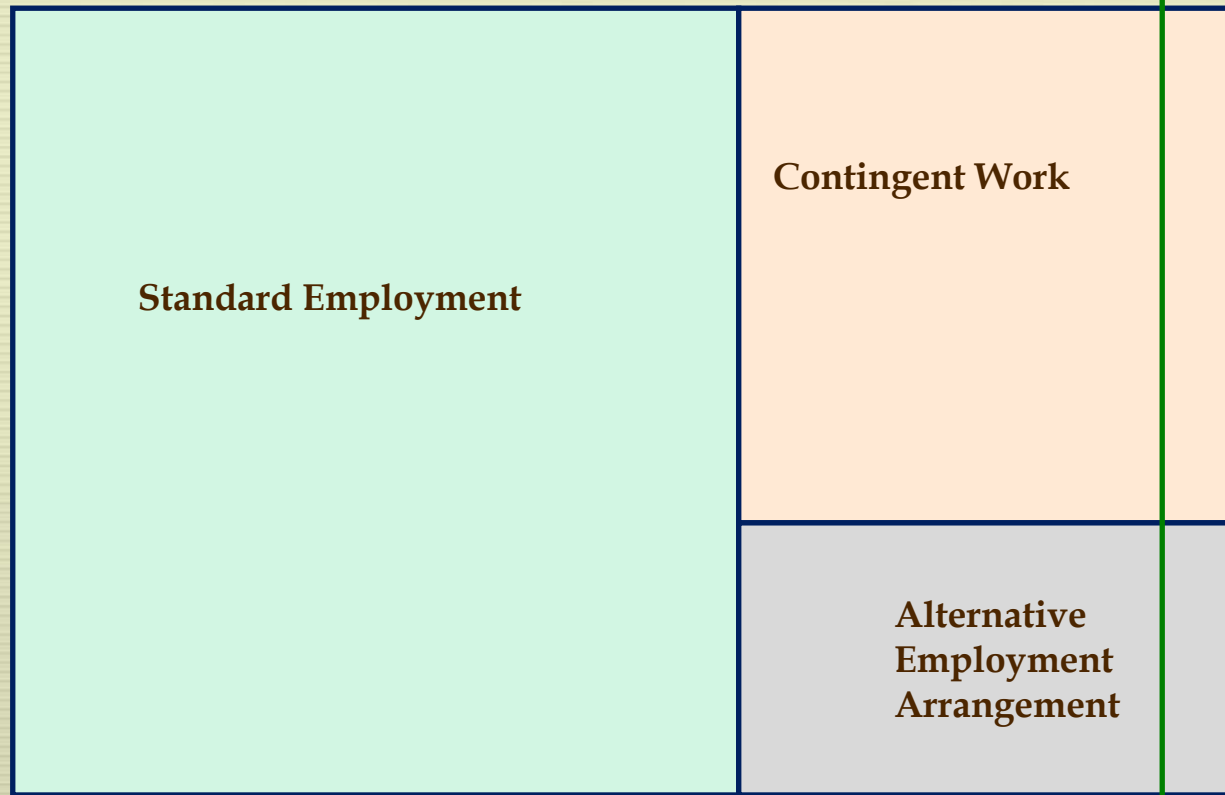 Contingent Work
Standard Employment
Alternative
Employment
Arrangement